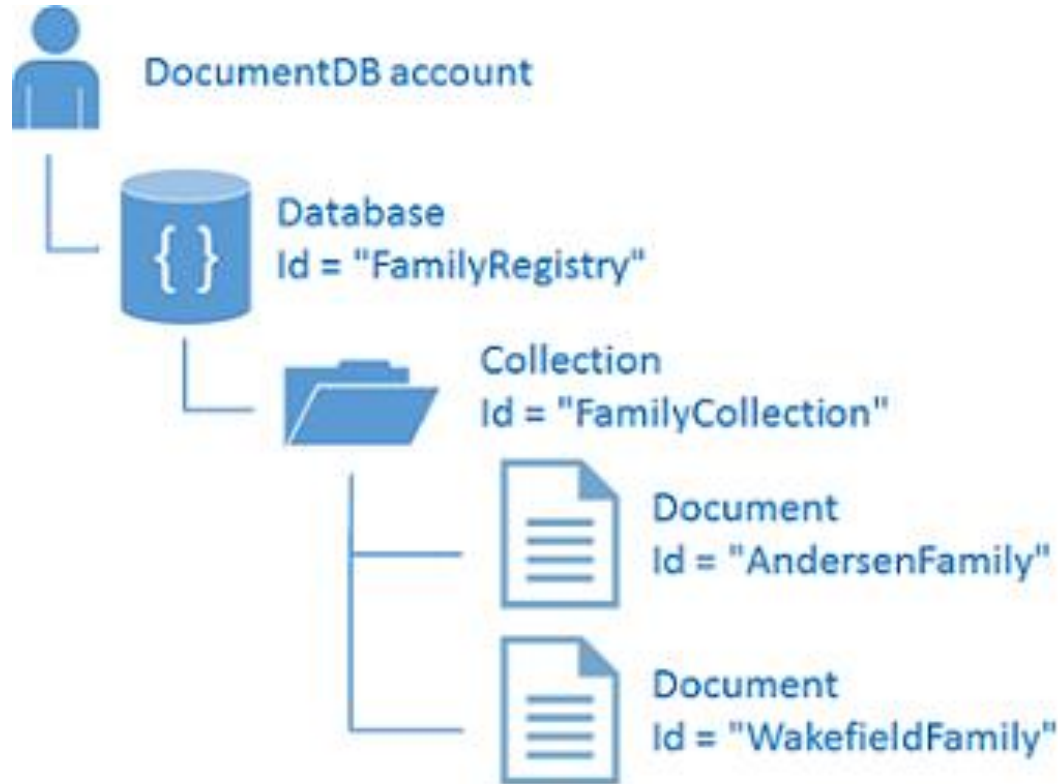 DocumentDB account
Database
Id = "FamilyRegistry"
{ }
Collection
Id = "FamilyCollection"
Document
Id = "AndersenFamily"
Document
Id = "WakefieldFamily"